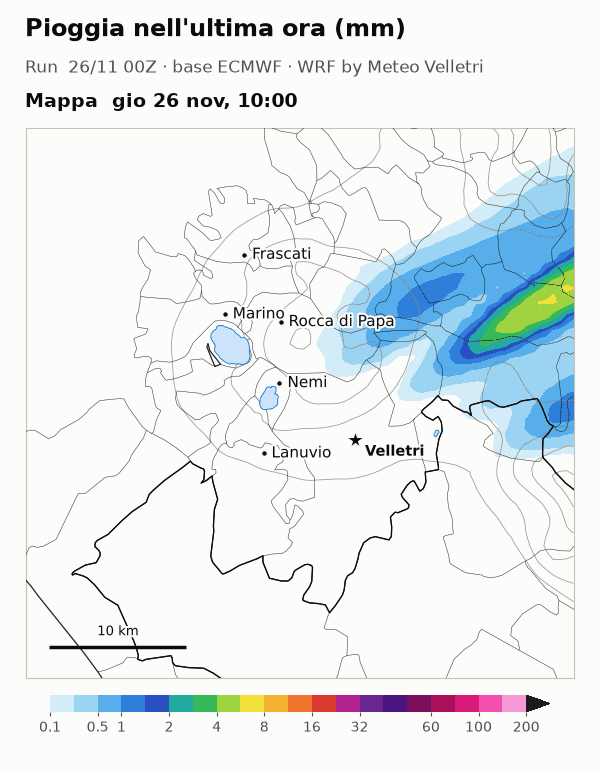 Pioggia nell'ultima ora (mm)
Run  26/11 00Z · base ECMWF · WRF by Meteo Velletri
Mappa  gio 26 nov, 10:00
Frascati
Marino
Rocca di Papa
Nemi
Velletri
Lanuvio
10 km
0.1 0.5 1 2 4 8 16 32 60 100 200